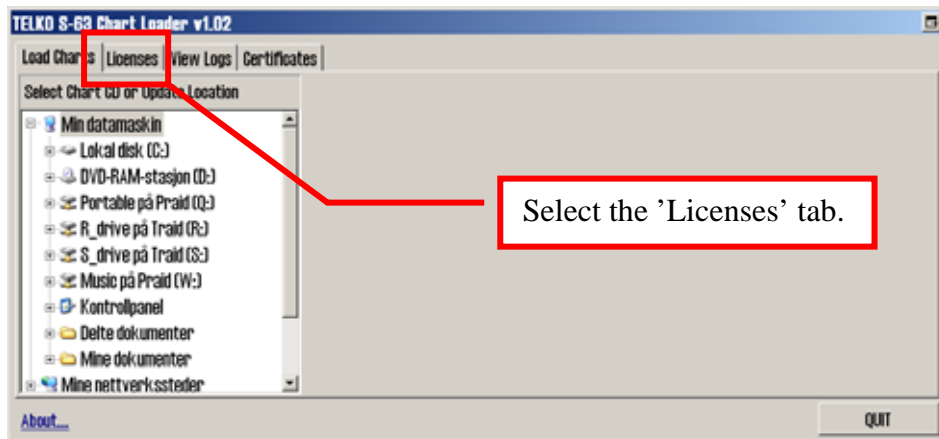 TELKO S-63 Chart Loader v1.02
Load Charts Licenses View Logs Certificates
Select Chart CD or Update Location
Min datamaskin
Lokal disk (C:)
DVD-RAM-stasjon (D:)
Portable på Praid (Q:)
R_drive på Traid (R:)
S_drive på Traid (S:)
Music på Praid (W:)
Kontrollpanel
Delte dokumenter
Mine dokumenter
Mine nettverkssteder
Select the ’Licenses’ tab.
About...
QUIT